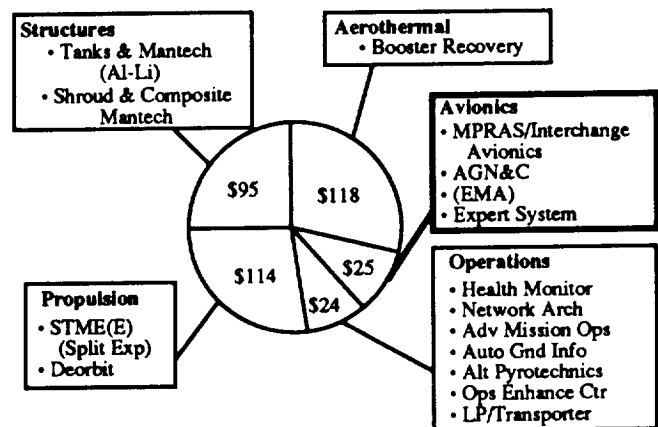 Structures
• Tanks & Mantech
(Al-Li)
• Shroud & Composite
Mantech
Aerothermal
• Booster Recovery
Avionics
• MPRAS/Interchange
Avionics
• AGN&C
• (EMA)
• Expert System
$95
$118
$114
$25
$24
Propulsion
• STME(E)
(Split Exp)
• Deorbit
Operations
• Health Monitor
• Network Arch
• Adv Mission Ops
• Auto Gnd Info
• Alt Pyrotechnics
• Ops Enhance Ctr
• LP/Transporter